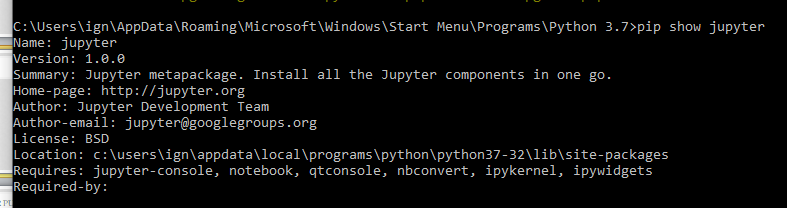 C:\Users\ign\AppData\Roaming\Microsoft\Windows\Start Menu\Programs\Python 3.7>pip show jupyter
Name: jupyter
Version: 1.0.0
Summary: Jupyter metapackage. Install all the Jupyter components in one go.
Home-page: http://jupyter.org
Author: Jupyter Development Team
Author-email: jupyter@googlegroups.org
License: BSD
Location: c:\users\ign\appdata\local\programs\python\python37-32\lib\site-packages
Requires: jupyter-console, notebook, qtconsole, nbconvert, ipykernel, ipywidgets
Required-by: